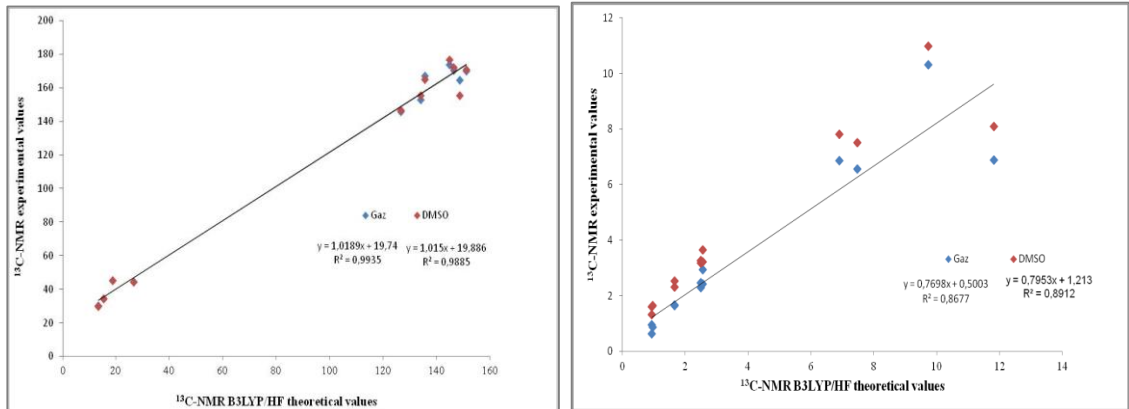 200
180
160
140
120
100
80
60
40
20
0
0 20 40 60 80 100 120 140 160
¹³C-NMR experimental values
¹³C-NMR B3LYP/HF theoretical values
Gaz DMSO
y = 1,0189x + 19,74 y = 1,015x + 19,886
R² = 0,9935 R² = 0,9885
12
10
8
6
4
2
0
0 2 4 6 8 10 12 14
¹³C-NMR experimental values
¹³C-NMR B3LYP/HF theoretical values
Gaz DMSO
y = 0,7698x + 0,5003 y = 0,7953x + 1,213
R² = 0,8677 R² = 0,8912